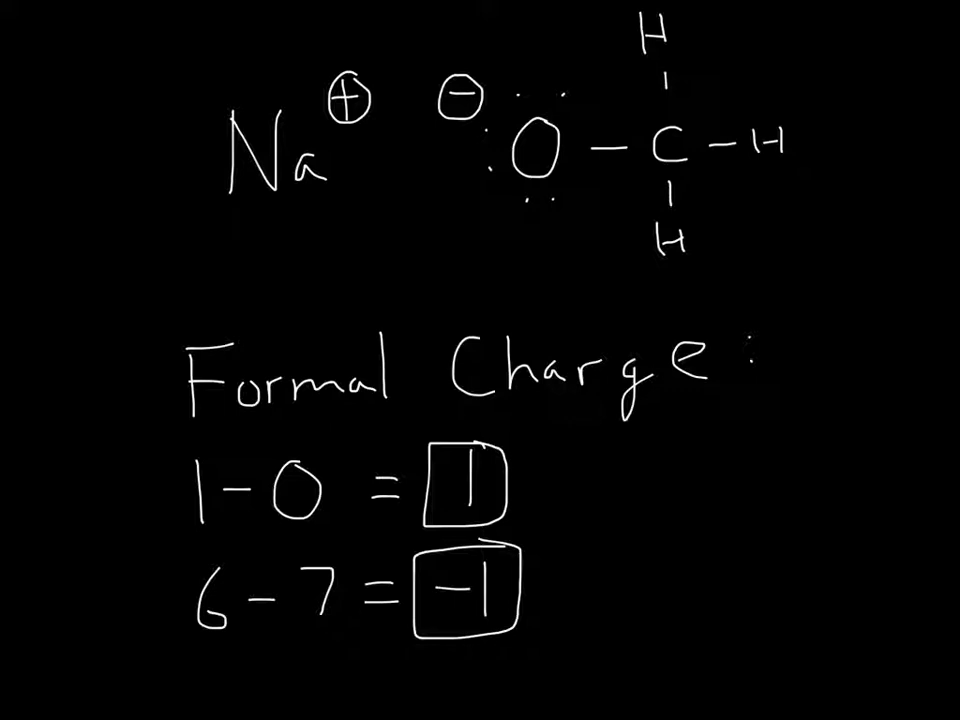 H
Na ⊕ ⊖ O - C - H
H
Formal Charge:
1 - 0 = 1
6 - 7 = -1